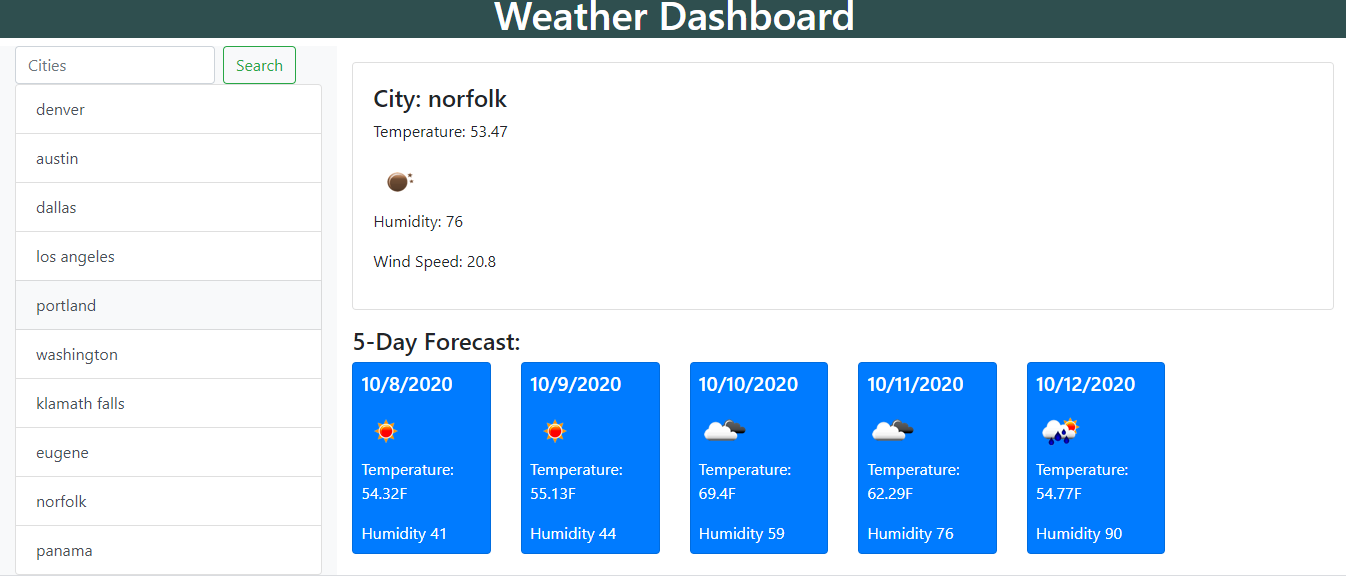 Weather Dashboard
Cities
Search
denver
austin
dallas
los angeles
portland
washington
klamath falls
eugene
norfolk
panama
City: norfolk
Temperature: 53.47
Humidity: 76
Wind Speed: 20.8
5-Day Forecast:
10/8/2020
Temperature:
54.32F
Humidity 41
10/9/2020
Temperature:
55.13F
Humidity 44
10/10/2020
Temperature:
69.4F
Humidity 59
10/11/2020
Temperature:
62.29F
Humidity 76
10/12/2020
Temperature:
54.77F
Humidity 90